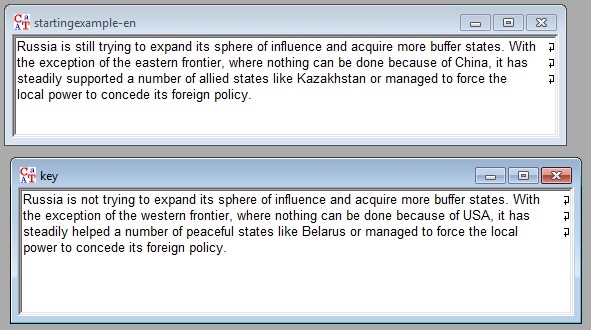 CaT startingexample-en
Russia is still trying to expand its sphere of influence and acquire more buffer states. With
the exception of the eastern frontier, where nothing can be done because of China, it has
steadily supported a number of allied states like Kazakhstan or managed to force the
local power to concede its foreign policy.
CaT key
Russia is not trying to expand its sphere of influence and acquire more buffer states. With
the exception of the western frontier, where nothing can be done because of USA, it has
steadily helped a number of peaceful states like Belarus or managed to force the local
power to concede its foreign policy.